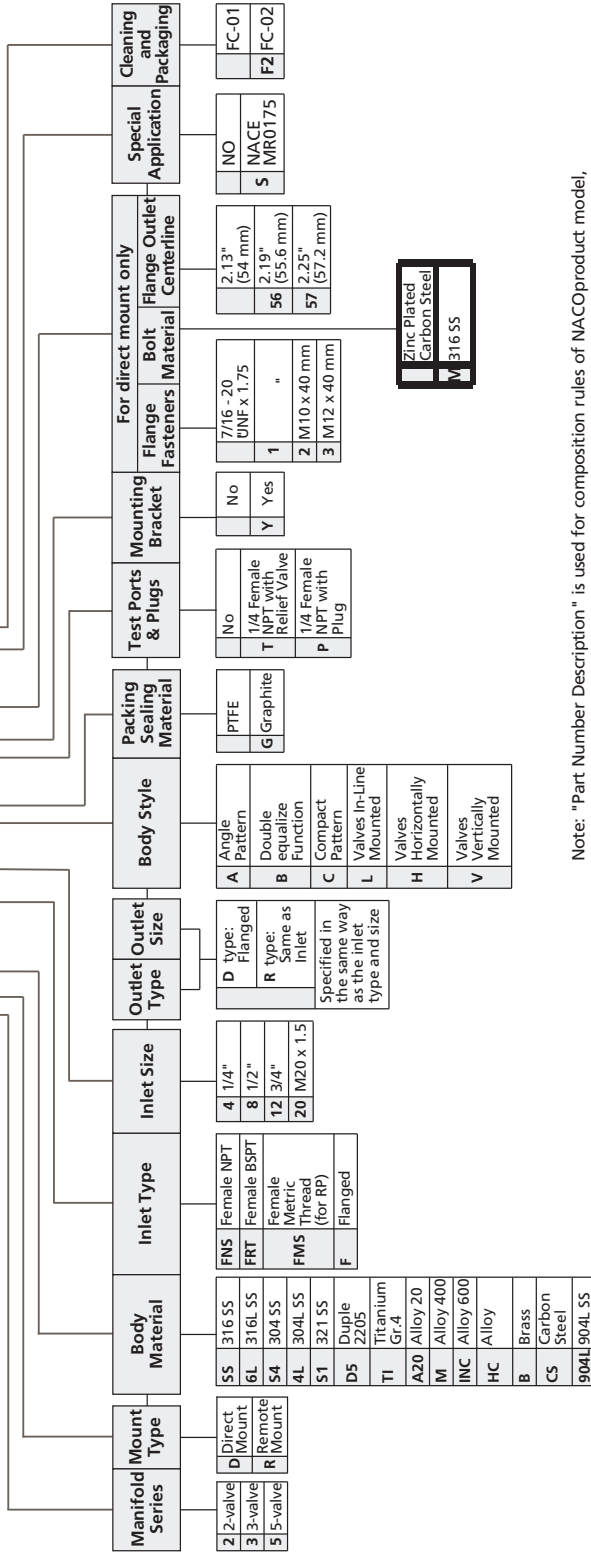 Manifold
Series
2 2-valve
3 3-valve
5 5-valve
Mount
Type
D Direct
Mount
R Remote
Mount
Body
Material
SS 316 SS
6L 316L SS
S4 304 SS
4L 304L SS
S1 321 SS
D5 Duple
2205
TI Titanium
Gr.4
A20 Alloy 20
M Alloy 400
INC Alloy 600
HC Alloy
B Brass
CS Carbon
Steel
904L 904L SS
Inlet Type
FNS Female NPT
FRT Female BSPT
FMS Female
Metric
Thread
(for RP)
F Flanged
Inlet Size
4 1/4"
8 1/2"
12 3/4"
20 M20 x 1.5
Outlet
Type
Outlet
Size
D type:
Flanged
R type:
Same as
Inlet
Specified in
the same way
as the inlet
type and size
Body Style
A Angle
Pattern
B Double
equalize
Function
C Compact
Pattern
L Valves In-Line
Mounted
H Valves
Horizontally
Mounted
V Valves
Vertically
Mounted
Packing
Sealing
Material
PTFE
G Graphite
Test Ports
& Plugs
No
T 1/4 Female
NPT with
Relief Valve
P 1/4 Female
NPT with
Plug
Mounting
Bracket
No
Y Yes
For direct mount only
Flange
Fasteners
7/16 - 20
UNF x 1.75
"
1 "
2 M10 x 40 mm
3 M12 x 40 mm
Bolt
Material
Zinc Plated
Carbon Steel
M 316 SS
Flange Outlet
Centerline
2.13"
(54 mm)
56 2.19"
(55.6 mm)
57 2.25"
(57.2 mm)
Special
Application
NO
S NACE
MR0175
Cleaning
and
Packaging
FC-01
F2 FC-02
Note: "Part Number Description" is used for composition rules of NACOproduct model,